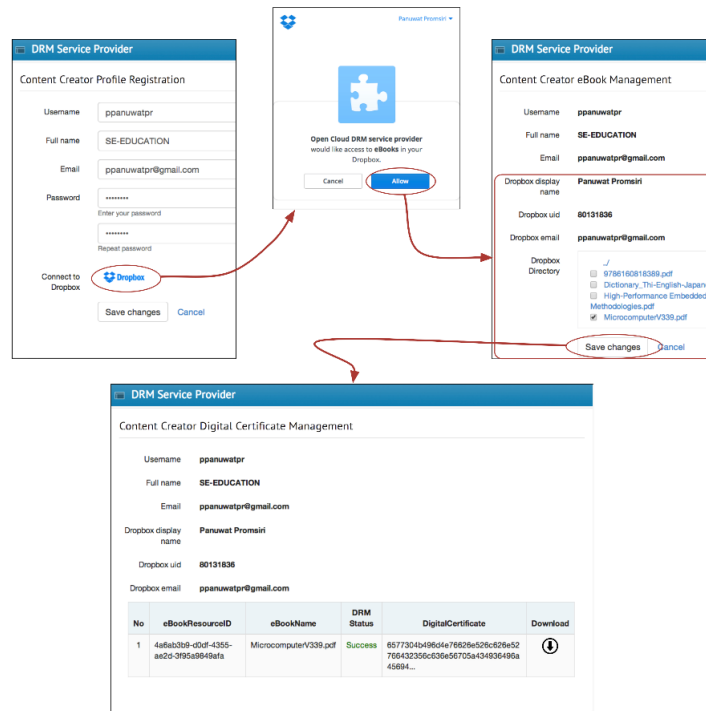 DRM Service Provider
Content Creator Profile Registration
Username
ppanuwatpr
Full name
SE-EDUCATION
Email
ppanuwatpr@gmail.com
Password
••••••••
Enter your password
••••••••
Repeat password
Connect to
Dropbox
Dropbox
Save changes Cancel
Panuwat Promsiri
Open Cloud DRM service provider
would like access to eBooks in your
Dropbox.
Cancel Allow
DRM Service Provider
Content Creator eBook Management
Username ppanuwatpr
Full name SE-EDUCATION
Email ppanuwatpr@gmail.com
Dropbox display Panuwat Promsiri
name
Dropbox uid 80131836
Dropbox email ppanuwatpr@gmail.com
Dropbox
Directory
../
9786160818389.pdf
Dictionary_Thi-English-Japan
High-Performance Embedded
Methodologies.pdf
MicrocomputerV339.pdf
Save changes Cancel
DRM Service Provider
Content Creator Digital Certificate Management
Username ppanuwatpr
Full name SE-EDUCATION
Email ppanuwatpr@gmail.com
Dropbox display Panuwat Promsiri
name
Dropbox uid 80131836
Dropbox email ppanuwatpr@gmail.com
No eBookResourceID eBookName DRM Status DigitalCertificate Download
1 4a6ab3b9-d0df-4355- MicrocomputerV339.pdf Success 6577304b496d4e76626e526c626e52
ae2d-3f95a9849afa 766432356c636e56705a434936496a
45694...